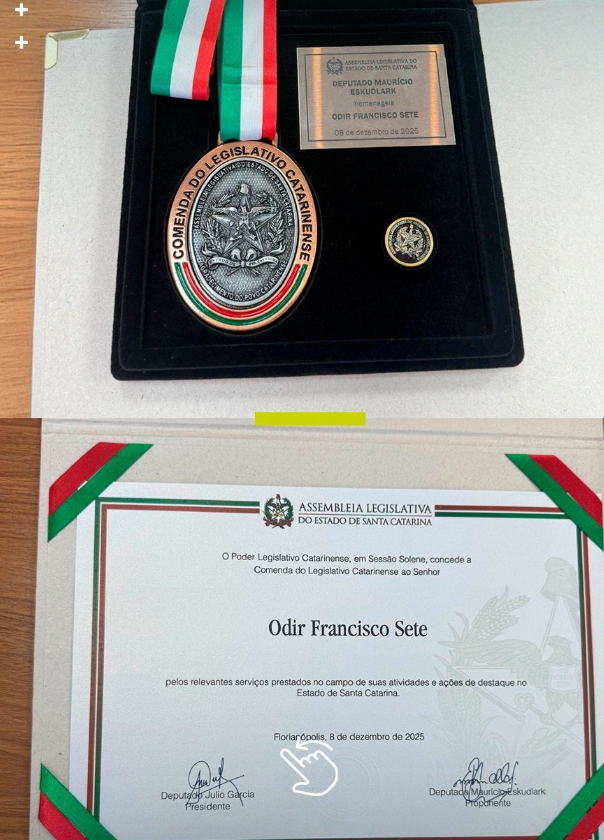 COMENDA DO LEGISLATIVO CATARINENSE
ASSEMBLEIA LEGISLATIVA DO
ESTADO DE SANTA CATARINA
DEPUTADO MAURÍCIO
ESKUDLARK
homenageia
ODIR FRANCISCO SETE
08 de dezembro de 2025
ASSEMBLEIA LEGISLATIVA
DO ESTADO DE SANTA CATARINA
O Poder Legislativo Catarinense, em Sessão Solene, concede a
Comenda do Legislativo Catarinense ao Senhor
Odir Francisco Sete
pelos relevantes serviços prestados no campo de suas atividades e ações de destaque no
Estado de Santa Catarina.
Florianópolis, 8 de dezembro de 2025
Deputado Julio Garcia
Presidente
Deputado Maurício Eskudlark
Proponente